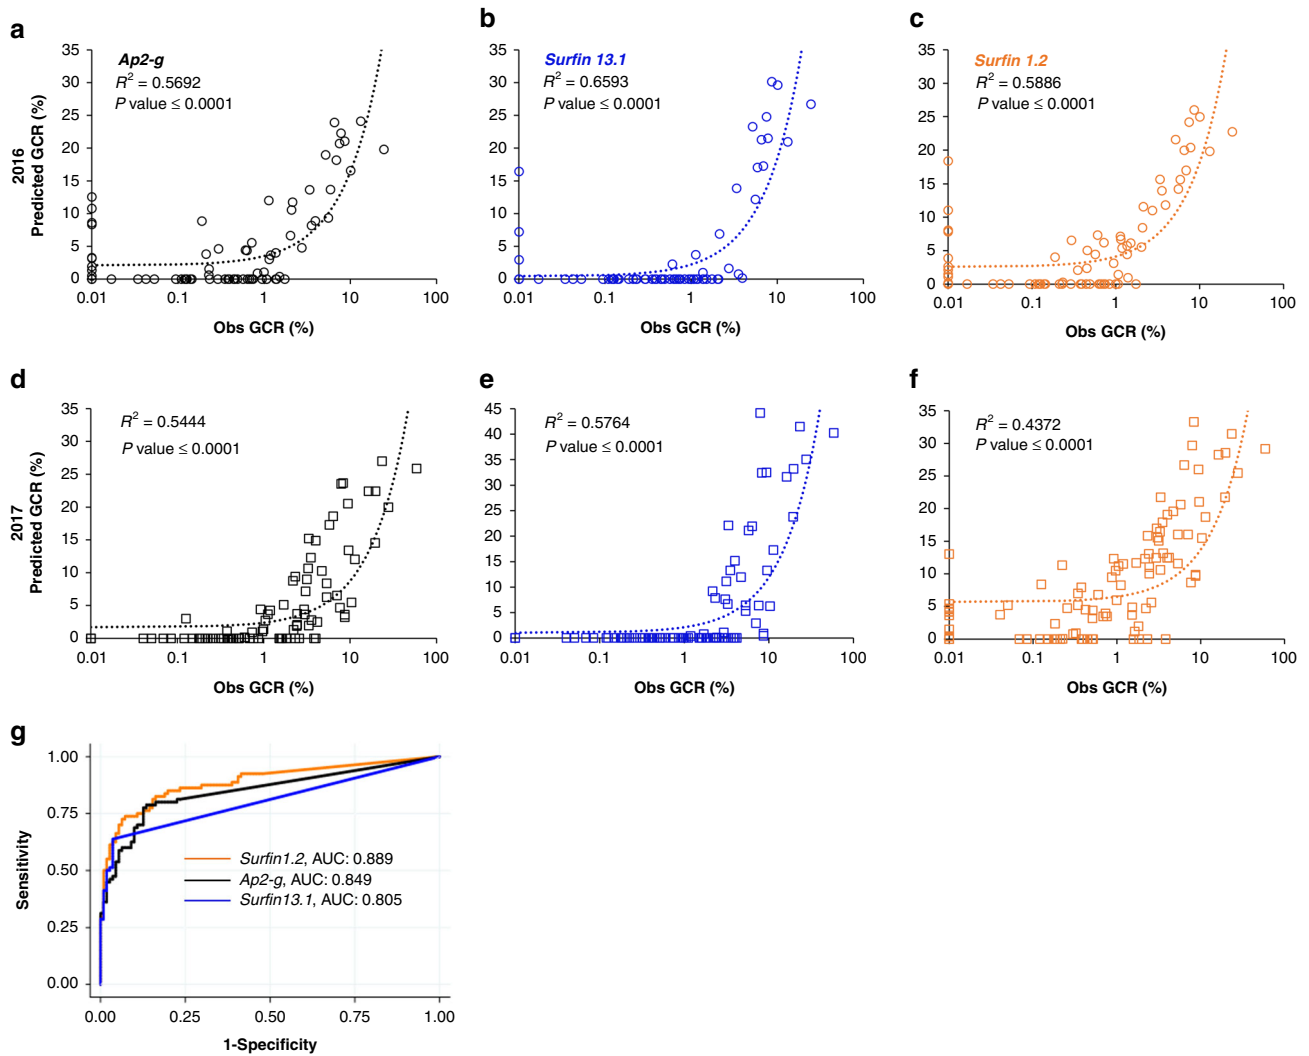 a
Ap2-g
R2 = 0.5692
P value ≤ 0.0001
2016
Predicted GCR (%)
35
30
25
20
15
10
5
0
0.01 0.1 1 10 100
Obs GCR (%)
b
Surfin 13.1
R2 = 0.6593
P value ≤ 0.0001
35
30
25
20
15
10
5
0
0.01 0.1 1 10 100
Obs GCR (%)
c
Surfin 1.2
R2 = 0.5886
P value ≤ 0.0001
35
30
25
20
15
10
5
0
0.01 0.1 1 10 100
Obs GCR (%)
d
R2 = 0.5444
P value ≤ 0.0001
2017
Predicted GCR (%)
35
30
25
20
15
10
5
0
0.01 0.1 1 10 100
Obs GCR (%)
e
R2 = 0.5764
P value ≤ 0.0001
45
40
35
30
25
20
15
10
5
0
0.01 0.1 1 10 100
Obs GCR (%)
f
R2 = 0.4372
P value ≤ 0.0001
35
30
25
20
15
10
5
0
0.01 0.1 1 10 100
Obs GCR (%)
g
Sensitivity
1.00
0.75
0.50
0.25
0.00
Surfin1.2, AUC: 0.889
Ap2-g, AUC: 0.849
Surfin13.1, AUC: 0.805
0.00 0.25 0.50 0.75 1.00
1-Specificity